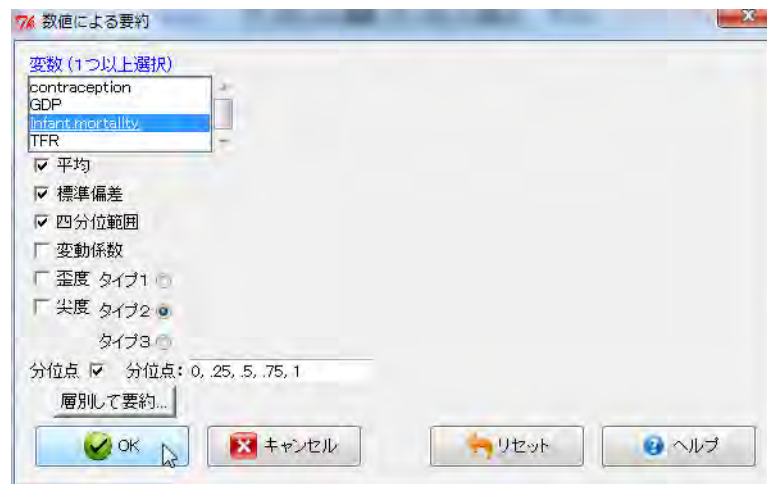 数値による要約
変数 (1つ以上選択)
contraception
GDP
infant.mortality
TFR
平均
標準偏差
四分位範囲
変動係数
歪度 タイプ1
尖度 タイプ2
タイプ3
分位点 分位点: 0, .25, .5, .75, 1
層別して要約...
OK キャンセル リセット ヘルプ